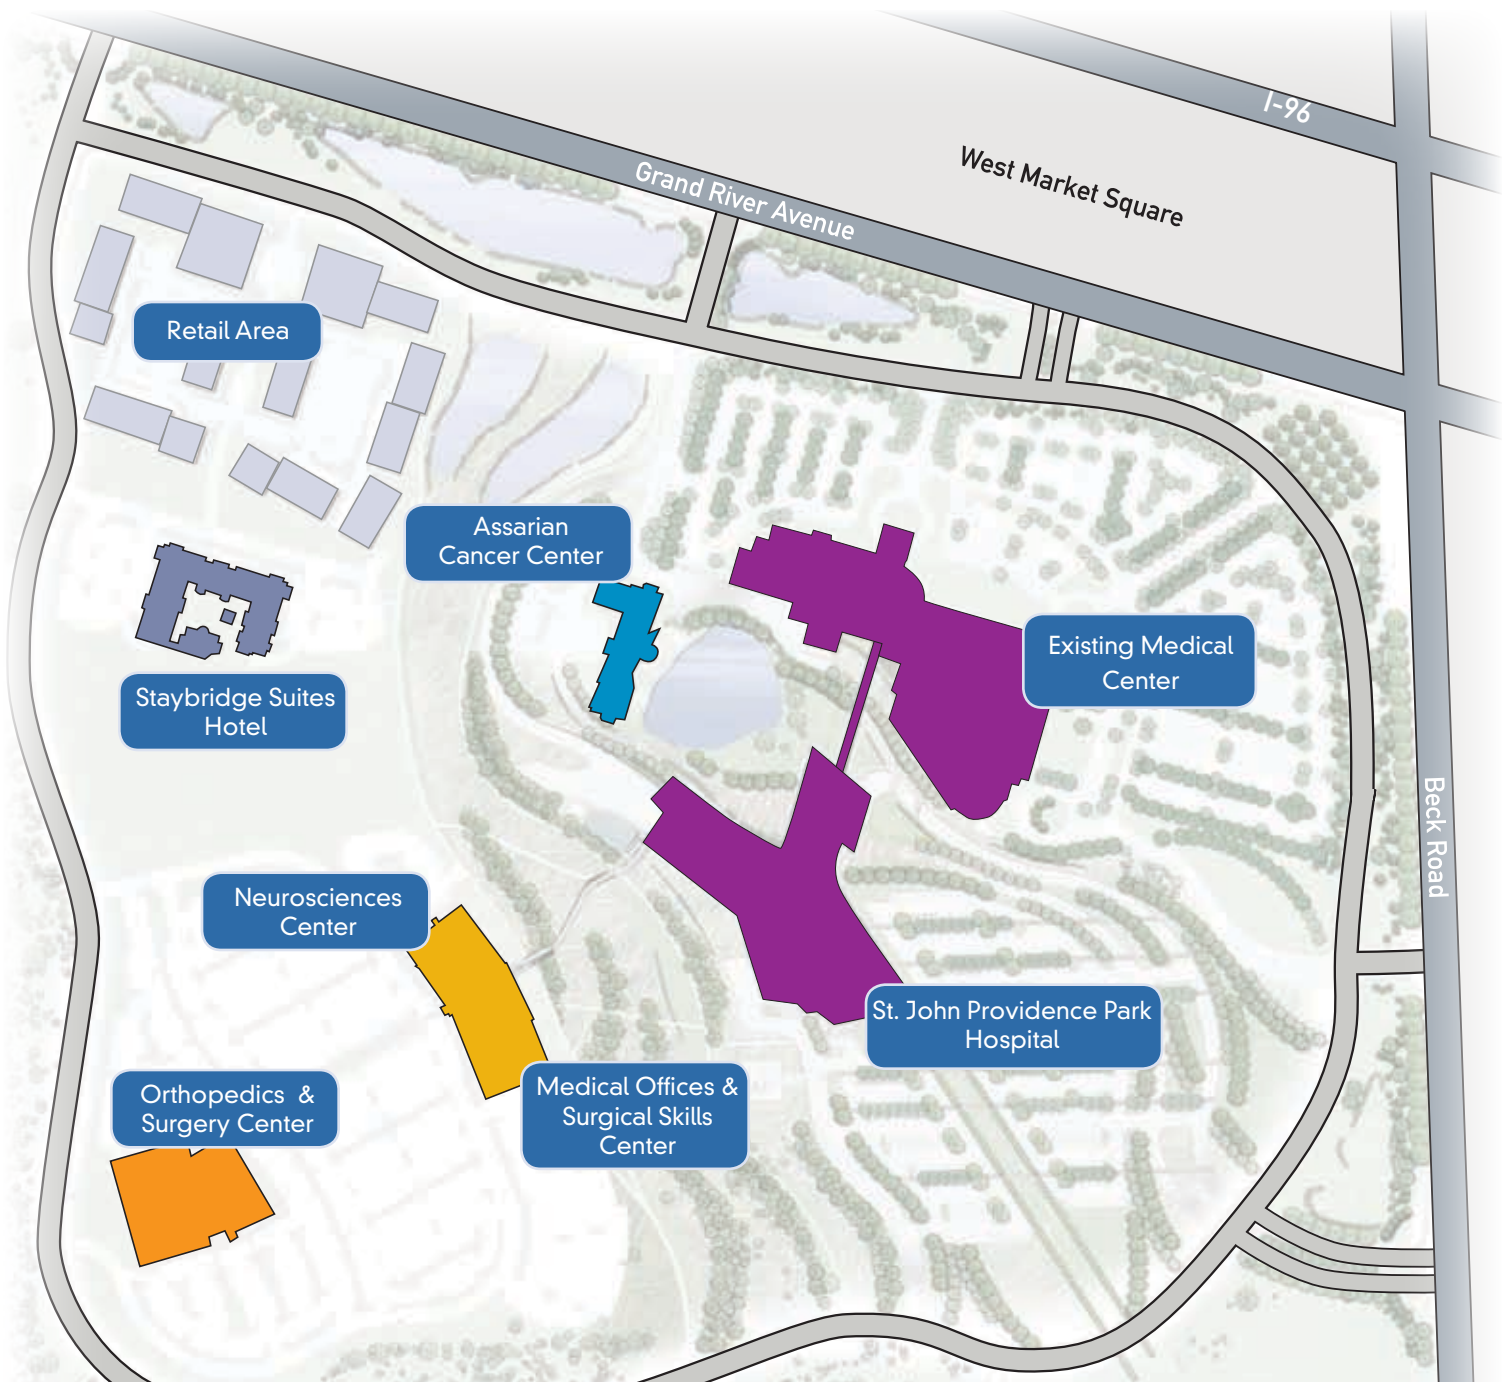 I-96
West Market Square
Grand River Avenue
Retail Area
Assarian
Cancer Center
Existing Medical
Center
Staybridge Suites
Hotel
Beck Road
Neurosciences
Center
St. John Providence Park
Hospital
Orthopedics &
Surgery Center
Medical Offices &
Surgical Skills
Center